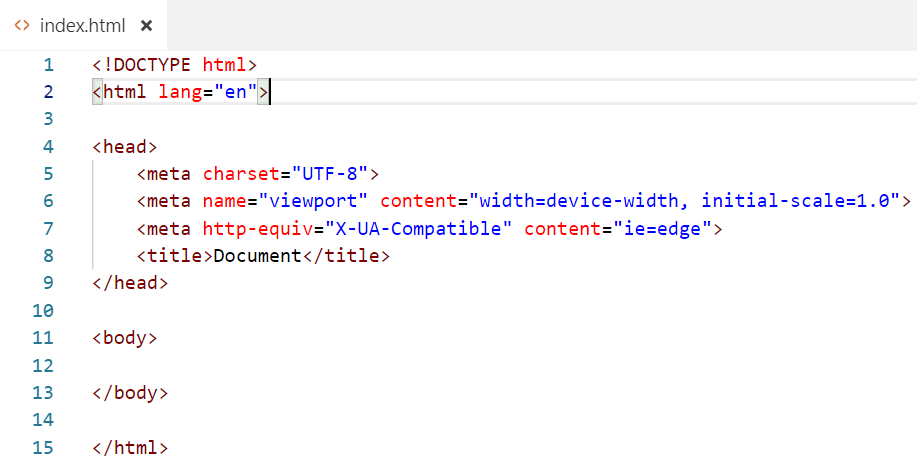 index.html ×
1 <!DOCTYPE html>
2 <html lang="en">
3
4 <head>
5     <meta charset="UTF-8">
6     <meta name="viewport" content="width=device-width, initial-scale=1.0">
7     <meta http-equiv="X-UA-Compatible" content="ie=edge">
8     <title>Document</title>
9 </head>
10
11 <body>
12
13 </body>
14
15 </html>